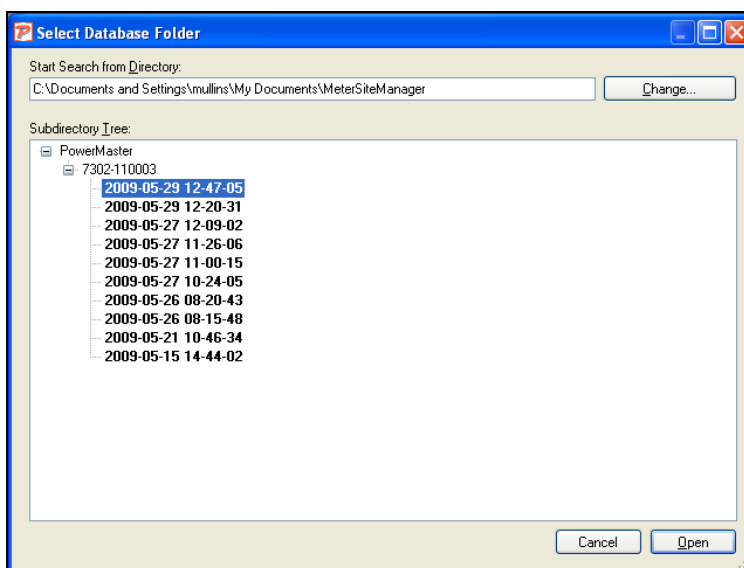 Select Database Folder
Start Search from Directory:
C:\Documents and Settings\mullins\My Documents\MeterSiteManager
Change...
Subdirectory Tree:
PowerMaster
7302-110003
2009-05-29 12-47-05
2009-05-29 12-20-31
2009-05-27 12-09-02
2009-05-27 11-26-06
2009-05-27 11-00-15
2009-05-27 10-24-05
2009-05-26 08-20-43
2009-05-26 08-15-48
2009-05-21 10-46-34
2009-05-15 14-44-02
Cancel
Open